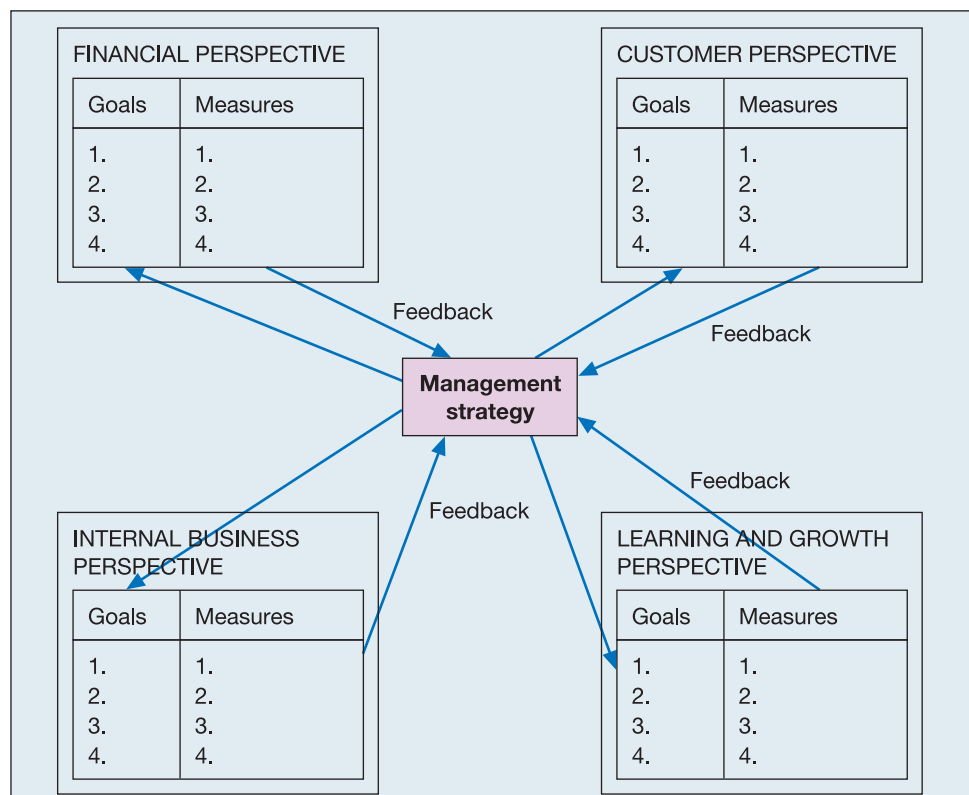 FINANCIAL PERSPECTIVE
Goals Measures
1. 1.
2. 2.
3. 3.
4. 4.
CUSTOMER PERSPECTIVE
Goals Measures
1. 1.
2. 2.
3. 3.
4. 4.
Feedback
Feedback
Management
strategy
Feedback
Feedback
INTERNAL BUSINESS
PERSPECTIVE
Goals Measures
1. 1.
2. 2.
3. 3.
4. 4.
LEARNING AND GROWTH
PERSPECTIVE
Goals Measures
1. 1.
2. 2.
3. 3.
4. 4.